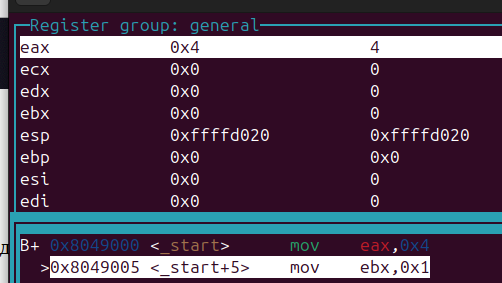 Register group: general
eax 0x4 4
ecx 0x0 0
edx 0x0 0
ebx 0x0 0
esp 0xffffd020 0xffffd020
ebp 0x0 0x0
esi 0x0 0
edi 0x0 0
B+ 0x8049000 <_start> mov eax,0x4
>0x8049005 <_start+5> mov ebx,0x1